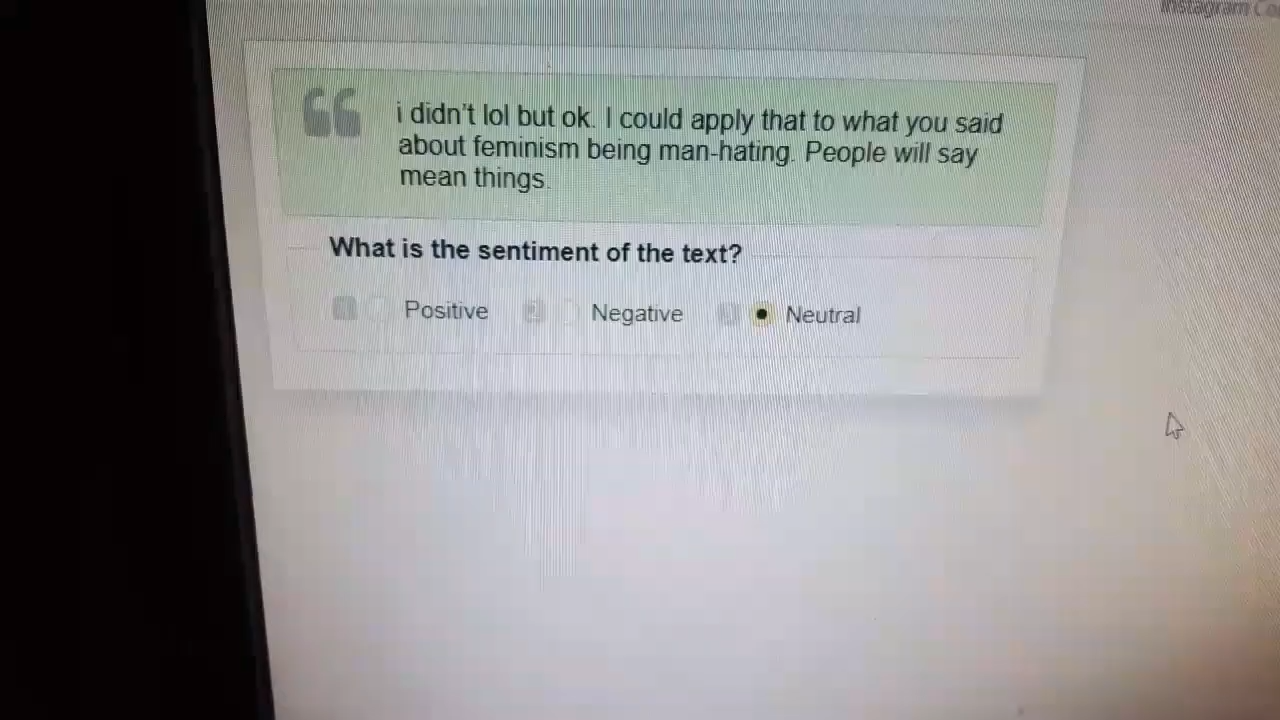 Instagram
i didn't lol but ok. I could apply that to what you said
about feminism being man-hating. People will say
mean things.
What is the sentiment of the text?
Positive Negative Neutral